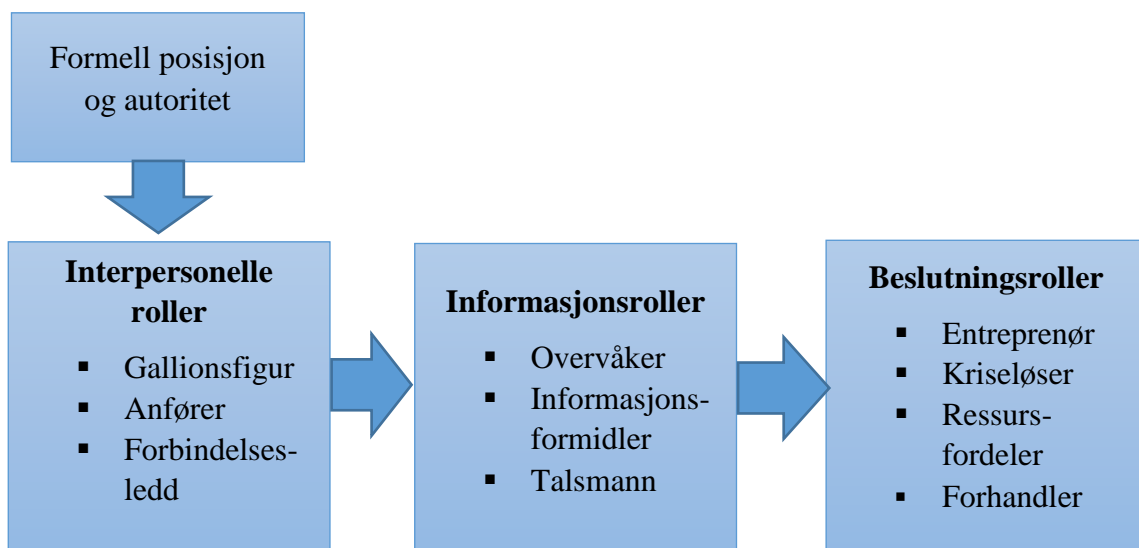 Formell posisjon
og autoritet
Interpersonelle
roller
▪ Gallionsfigur
▪ Anfører
▪ Forbindelses-
ledd
Informasjonsroller
▪ Overvåker
▪ Informasjons-
formidler
▪ Talsmann
Beslutningsroller
▪ Entreprenør
▪ Kriseløser
▪ Ressurs-
fordeler
▪ Forhandler